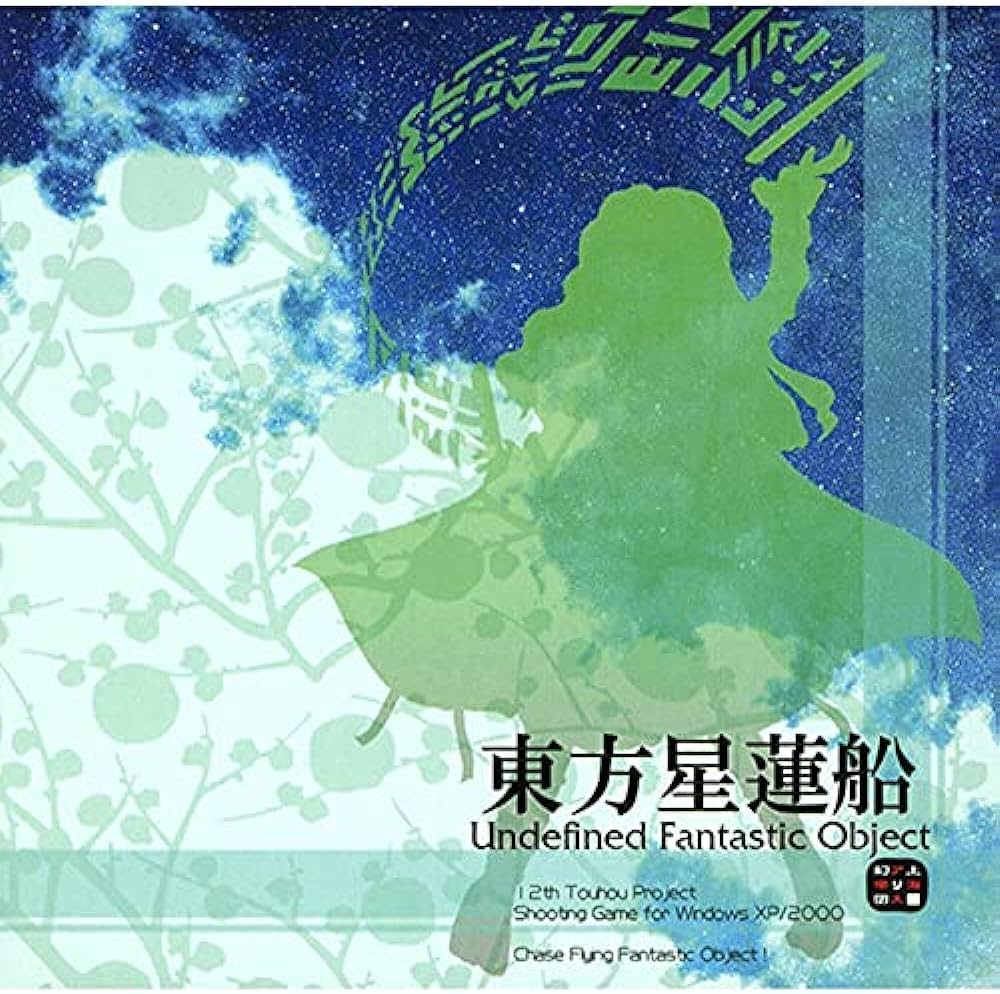 東方星蓮船
Undefined Fantastic Object
12th Touhou Project
Shooting Game for Windows XP/2000
Chase Flying Fantastic Object!